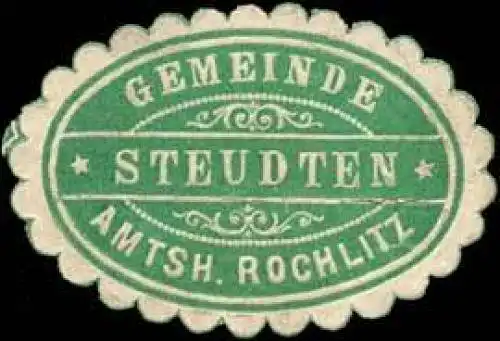 GEMEINDE
★ STEUDTEN ★
AMTSH. ROCHLITZ